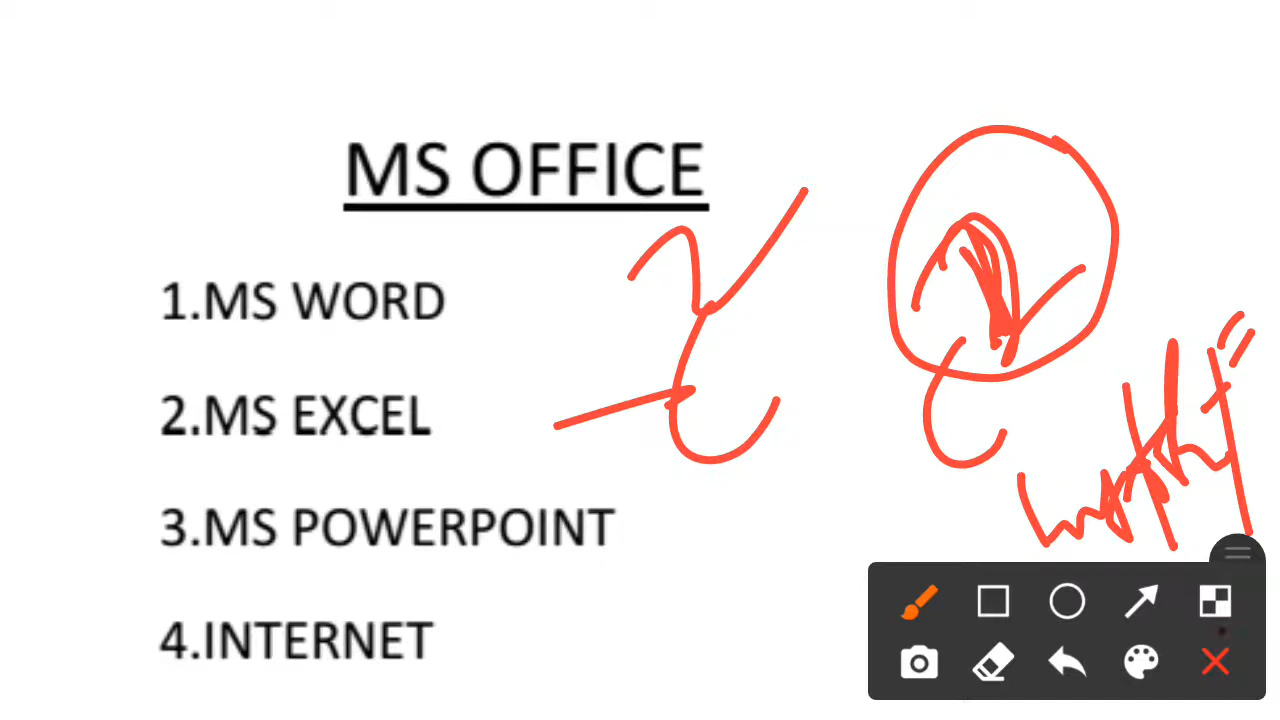 MS OFFICE
1.MS WORD
2.MS EXCEL
3.MS POWERPOINT
4.INTERNET